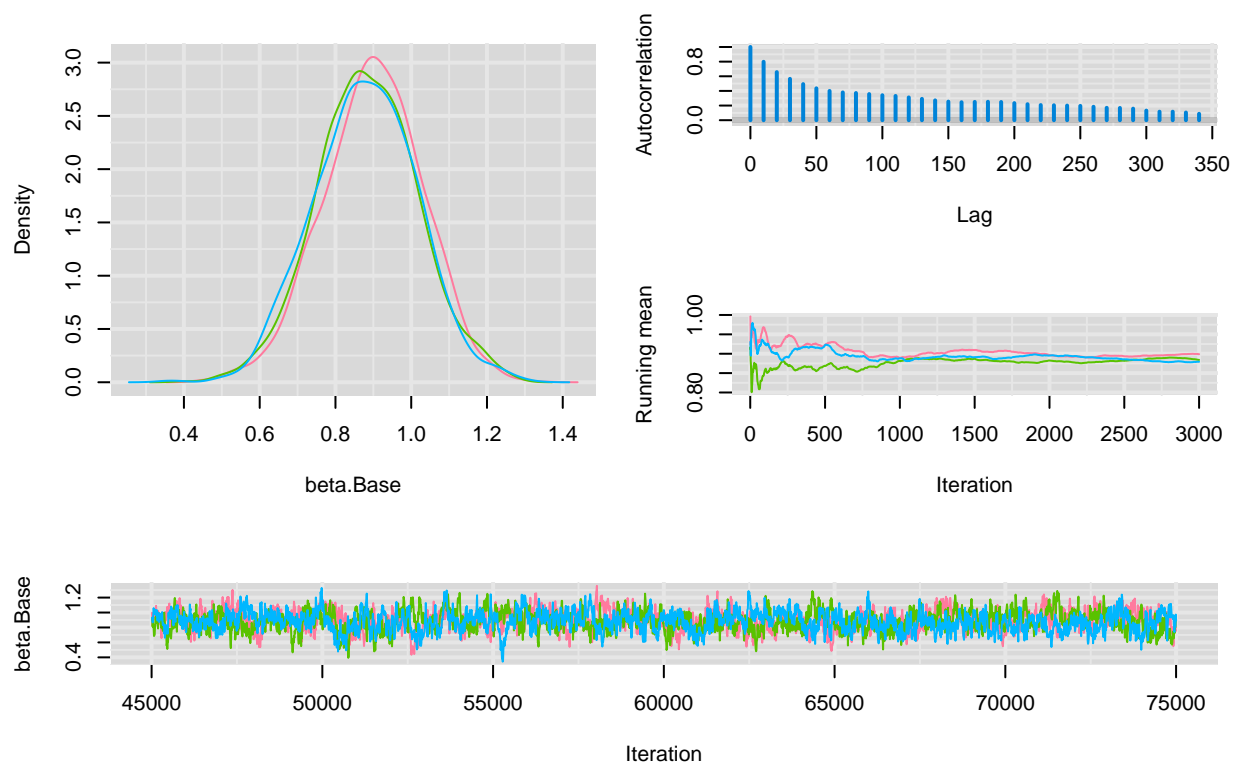 Density
3.0
2.5
2.0
1.5
1.0
0.5
0.0
0.4 0.6 0.8 1.0 1.2 1.4
beta.Base
Autocorrelation
0.8
0.0
0 50 100 150 200 250 300 350
Lag
Running mean
1.00
0.80
0 500 1000 1500 2000 2500 3000
Iteration
beta.Base
1.2
0.4
45000 50000 55000 60000 65000 70000 75000
Iteration